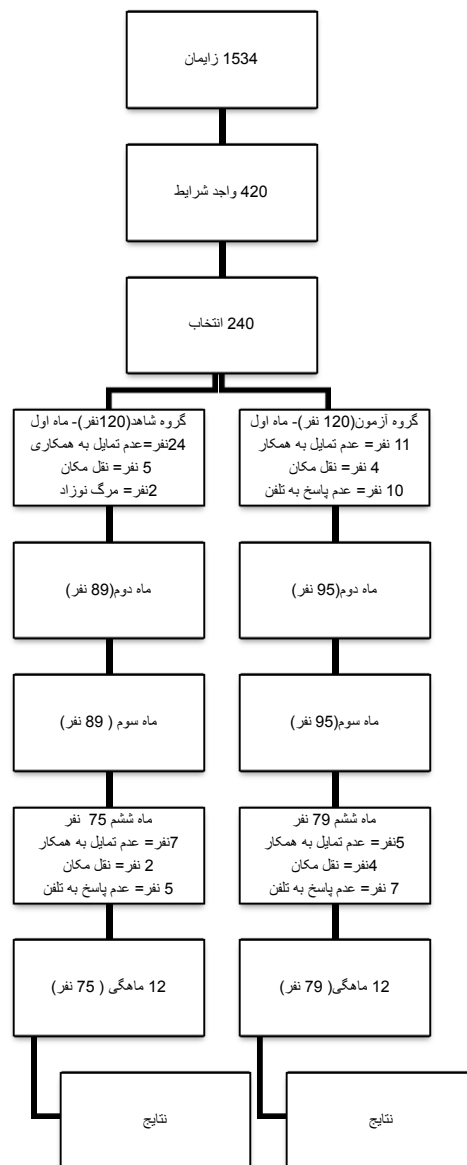 1534 زایمان
420 واجد شرایط
240 انتخاب
گروه آزمون(120 نفر)- ماه اول
11 نفر= عدم تمایل به همکار
4 نفر= نقل مکان
10 نفر= عدم پاسخ به تلفن
گروه شاهد(120نفر)- ماه اول
24نفر=عدم تمایل به همکاری
5 نفر= نقل مکان
2نفر= مرگ نوزاد
ماه دوم(95 نفر)
ماه دوم(89 نفر)
ماه سوم(95 نفر)
ماه سوم ( 89 نفر)
ماه ششم 79 نفر
5نفر= عدم تمایل به همکار
4نفر= نقل مکان
7 نفر= عدم پاسخ به تلفن
ماه ششم 75 نفر
7نفر= عدم تمایل به همکار
2 نفر= نقل مکان
5 نفر= عدم پاسخ به تلفن
12 ماهگی( 79 نفر)
12 ماهگی ( 75 نفر)
نتایج
نتایج